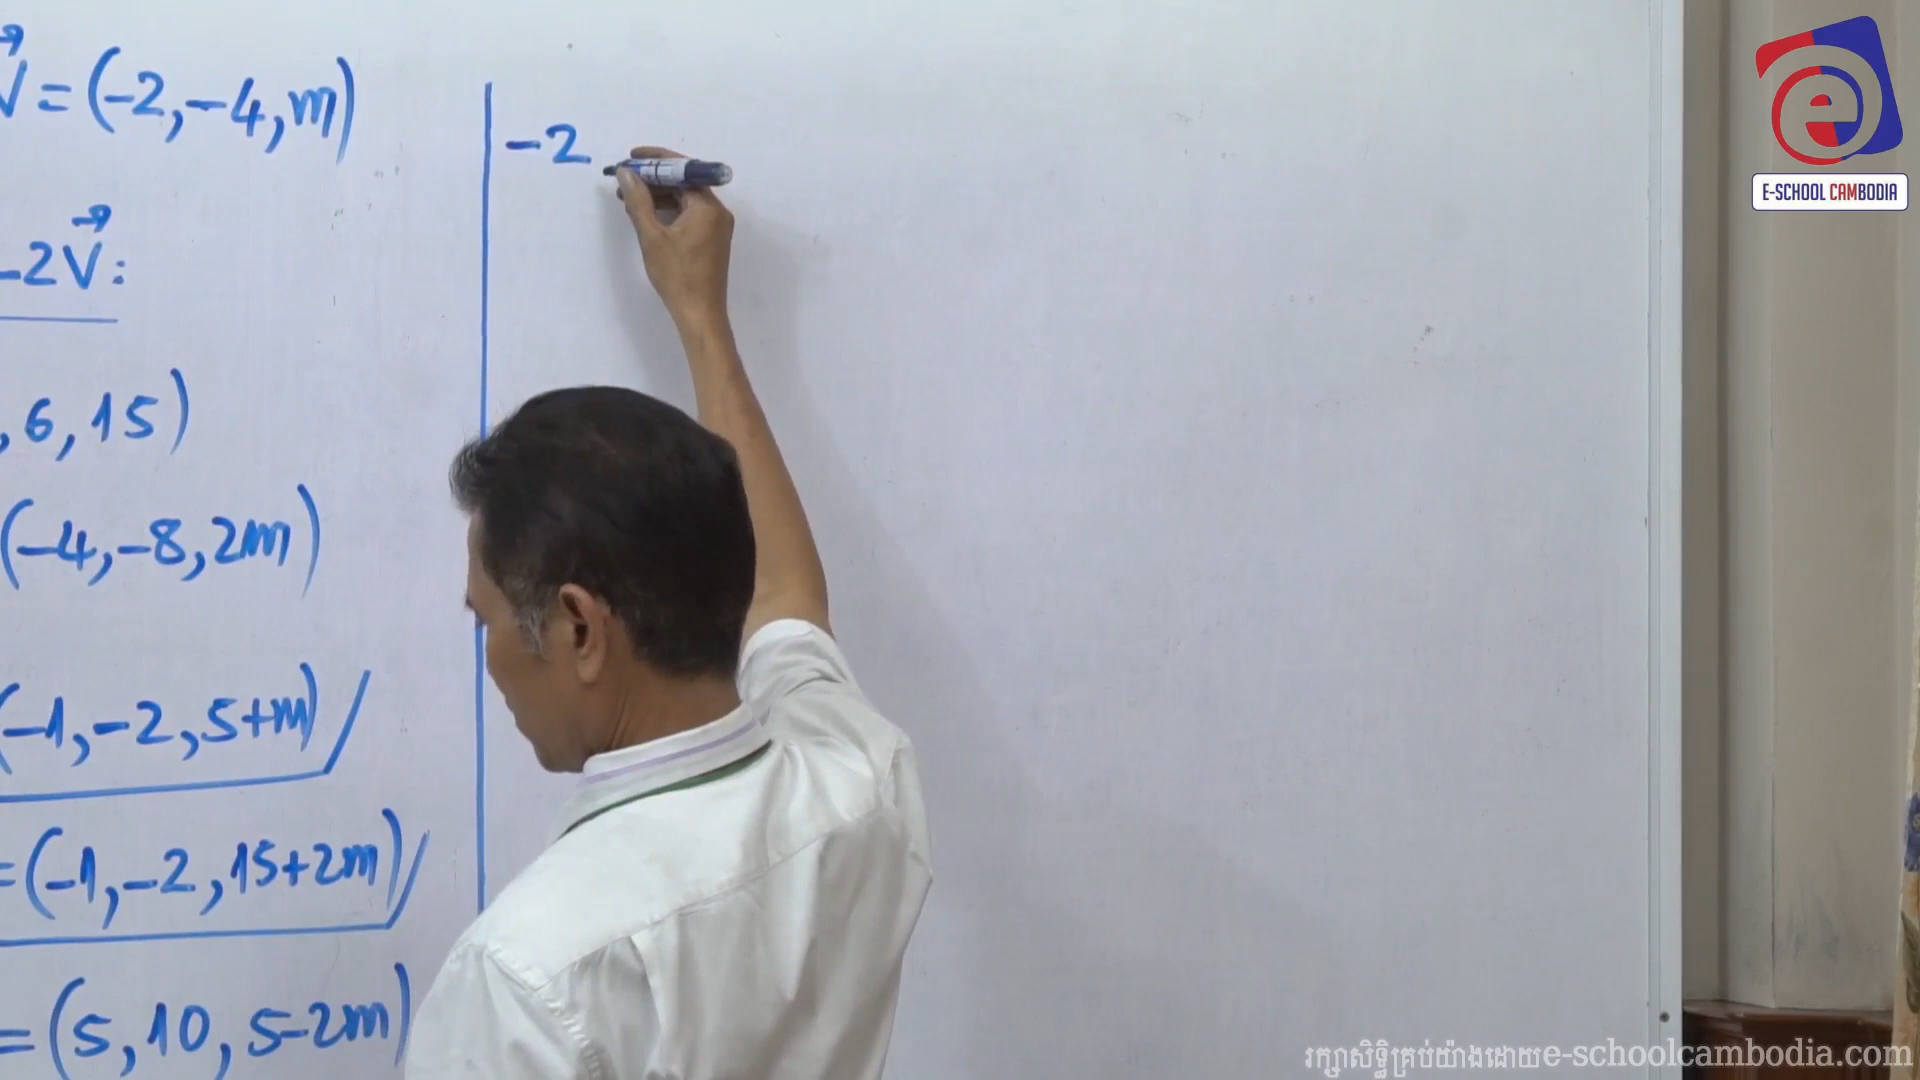 V⃗ = (-2, -4, m)
-2V⃗ :
, 6, 15)
(-4, -8, 2m)
(-1, -2, 5+m) /
= (-1, -2, 15+2m) /
= (5, 10, 5-2m)
-2
e
E-SCHOOL CAMBODIA
រក្សាសិទ្ធិគ្រប់យ៉ាងដោយe-schoolcambodia.com